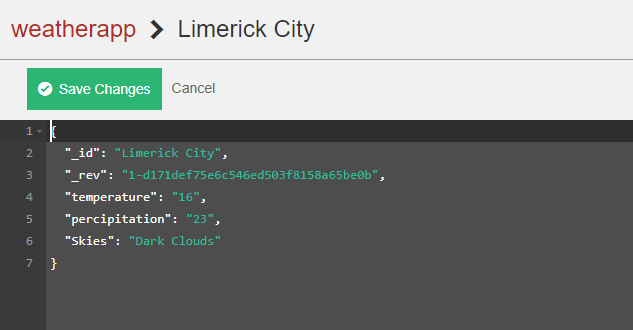 weatherapp > Limerick City
Save Changes Cancel
1 {
2 "_id": "Limerick City",
3 "_rev": "1-d171def75e6c546ed503f8158a65be0b",
4 "temperature": "16",
5 "percipitation": "23",
6 "Skies": "Dark Clouds"
7 }